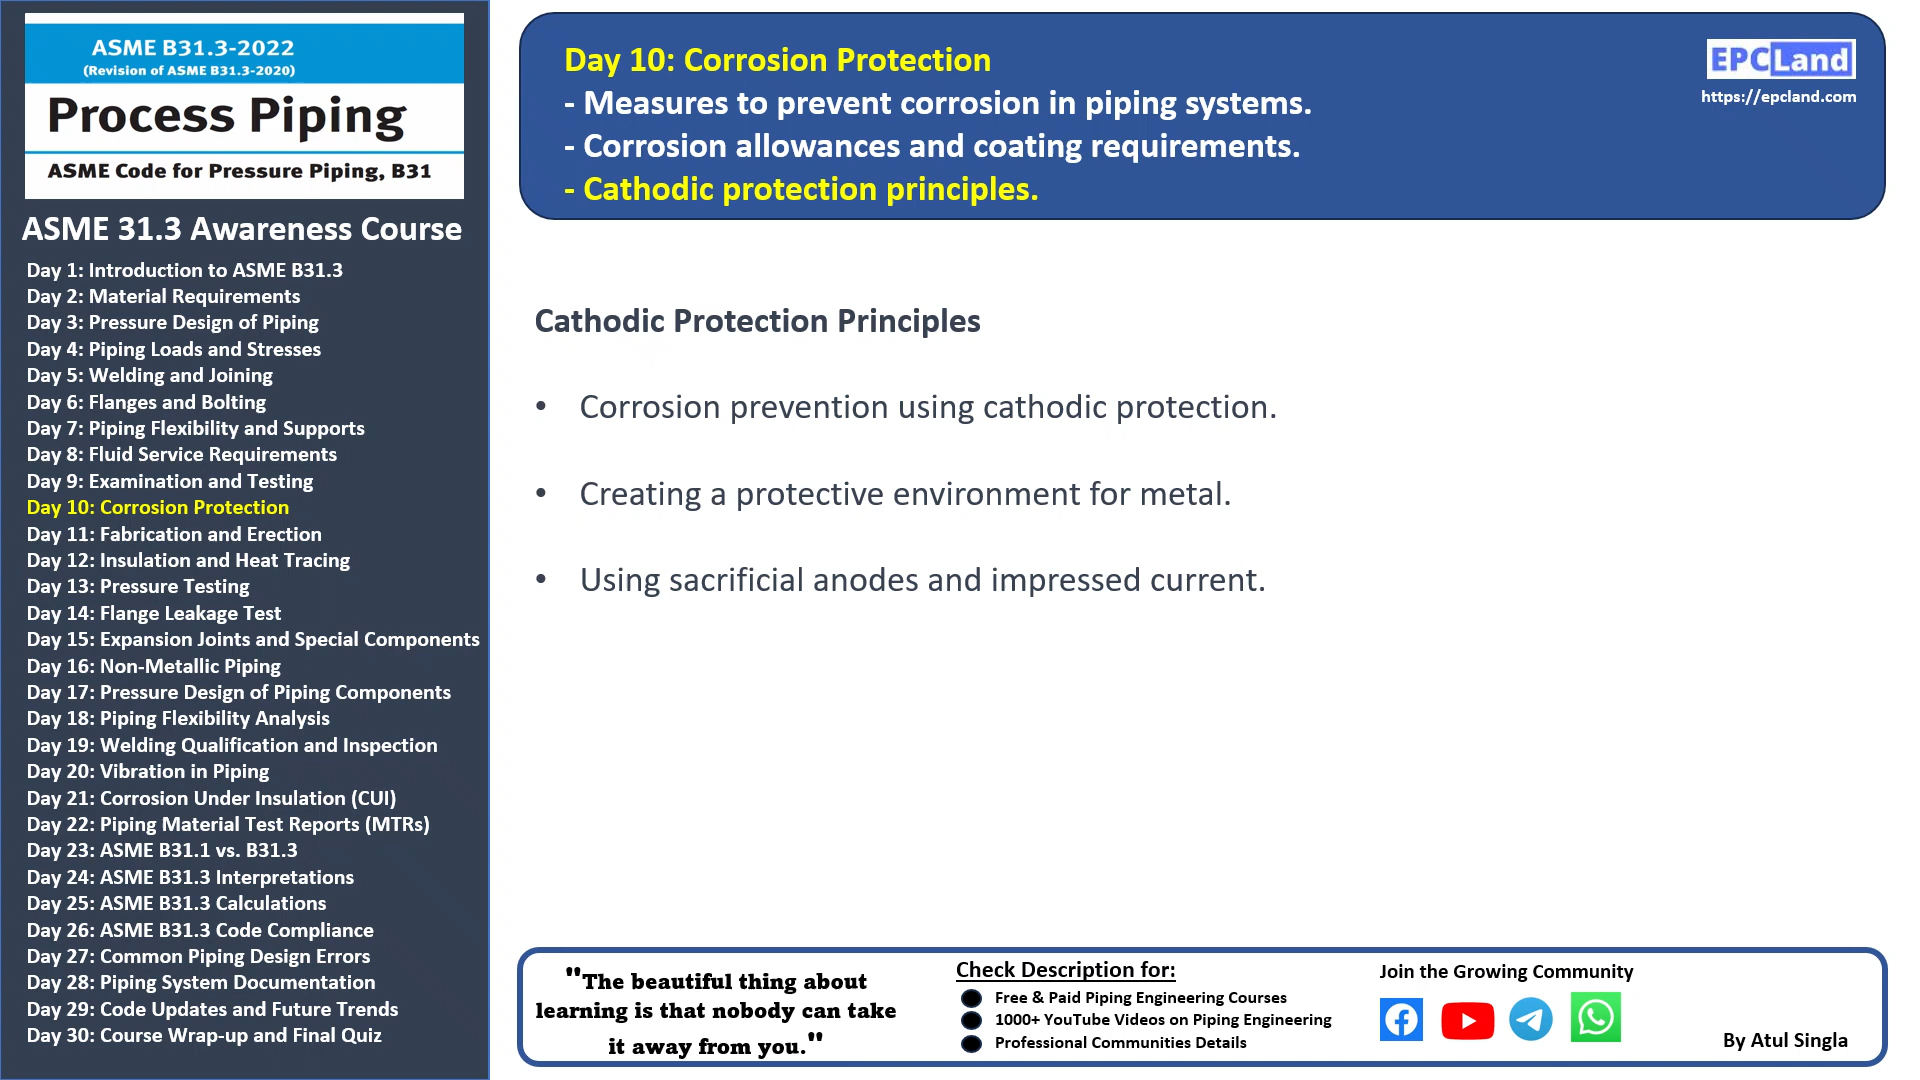 ASME B31.3-2022
(Revision of ASME B31.3-2020)
Process Piping
ASME Code for Pressure Piping, B31
ASME 31.3 Awareness Course
Day 1: Introduction to ASME B31.3
Day 2: Material Requirements
Day 3: Pressure Design of Piping
Day 4: Piping Loads and Stresses
Day 5: Welding and Joining
Day 6: Flanges and Bolting
Day 7: Piping Flexibility and Supports
Day 8: Fluid Service Requirements
Day 9: Examination and Testing
Day 10: Corrosion Protection
Day 11: Fabrication and Erection
Day 12: Insulation and Heat Tracing
Day 13: Pressure Testing
Day 14: Flange Leakage Test
Day 15: Expansion Joints and Special Components
Day 16: Non-Metallic Piping
Day 17: Pressure Design of Piping Components
Day 18: Piping Flexibility Analysis
Day 19: Welding Qualification and Inspection
Day 20: Vibration in Piping
Day 21: Corrosion Under Insulation (CUI)
Day 22: Piping Material Test Reports (MTRs)
Day 23: ASME B31.1 vs. B31.3
Day 24: ASME B31.3 Interpretations
Day 25: ASME B31.3 Calculations
Day 26: ASME B31.3 Code Compliance
Day 27: Common Piping Design Errors
Day 28: Piping System Documentation
Day 29: Code Updates and Future Trends
Day 30: Course Wrap-up and Final Quiz
Day 10: Corrosion Protection
- Measures to prevent corrosion in piping systems.
- Corrosion allowances and coating requirements.
- Cathodic protection principles.
EPCLand
https://epcland.com
Cathodic Protection Principles
• Corrosion prevention using cathodic protection.
• Creating a protective environment for metal.
• Using sacrificial anodes and impressed current.
"The beautiful thing about
learning is that nobody can take
it away from you."
Check Description for:
Free & Paid Piping Engineering Courses
1000+ YouTube Videos on Piping Engineering
Professional Communities Details
Join the Growing Community
By Atul Singla